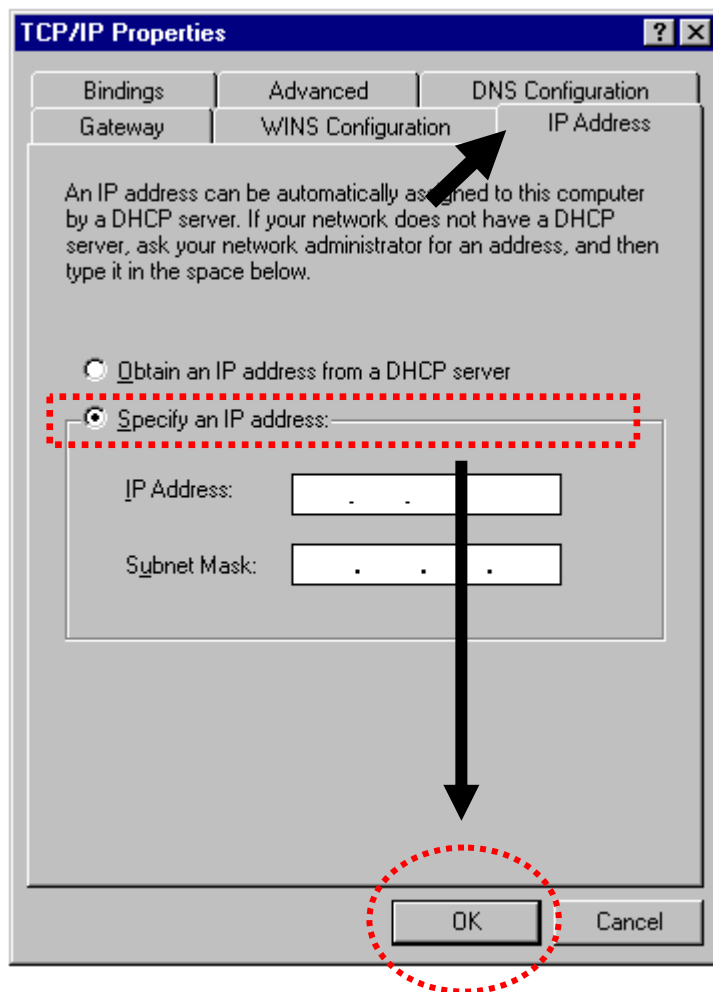 TCP/IP Properties
Bindings Advanced DNS Configuration
Gateway WINS Configuration IP Address
An IP address can be automatically assigned to this computer
by a DHCP server. If your network does not have a DHCP
server, ask your network administrator for an address, and then
type it in the space below.
Obtain an IP address from a DHCP server
Specify an IP address:
IP Address: . .
Subnet Mask: . . .
OK Cancel